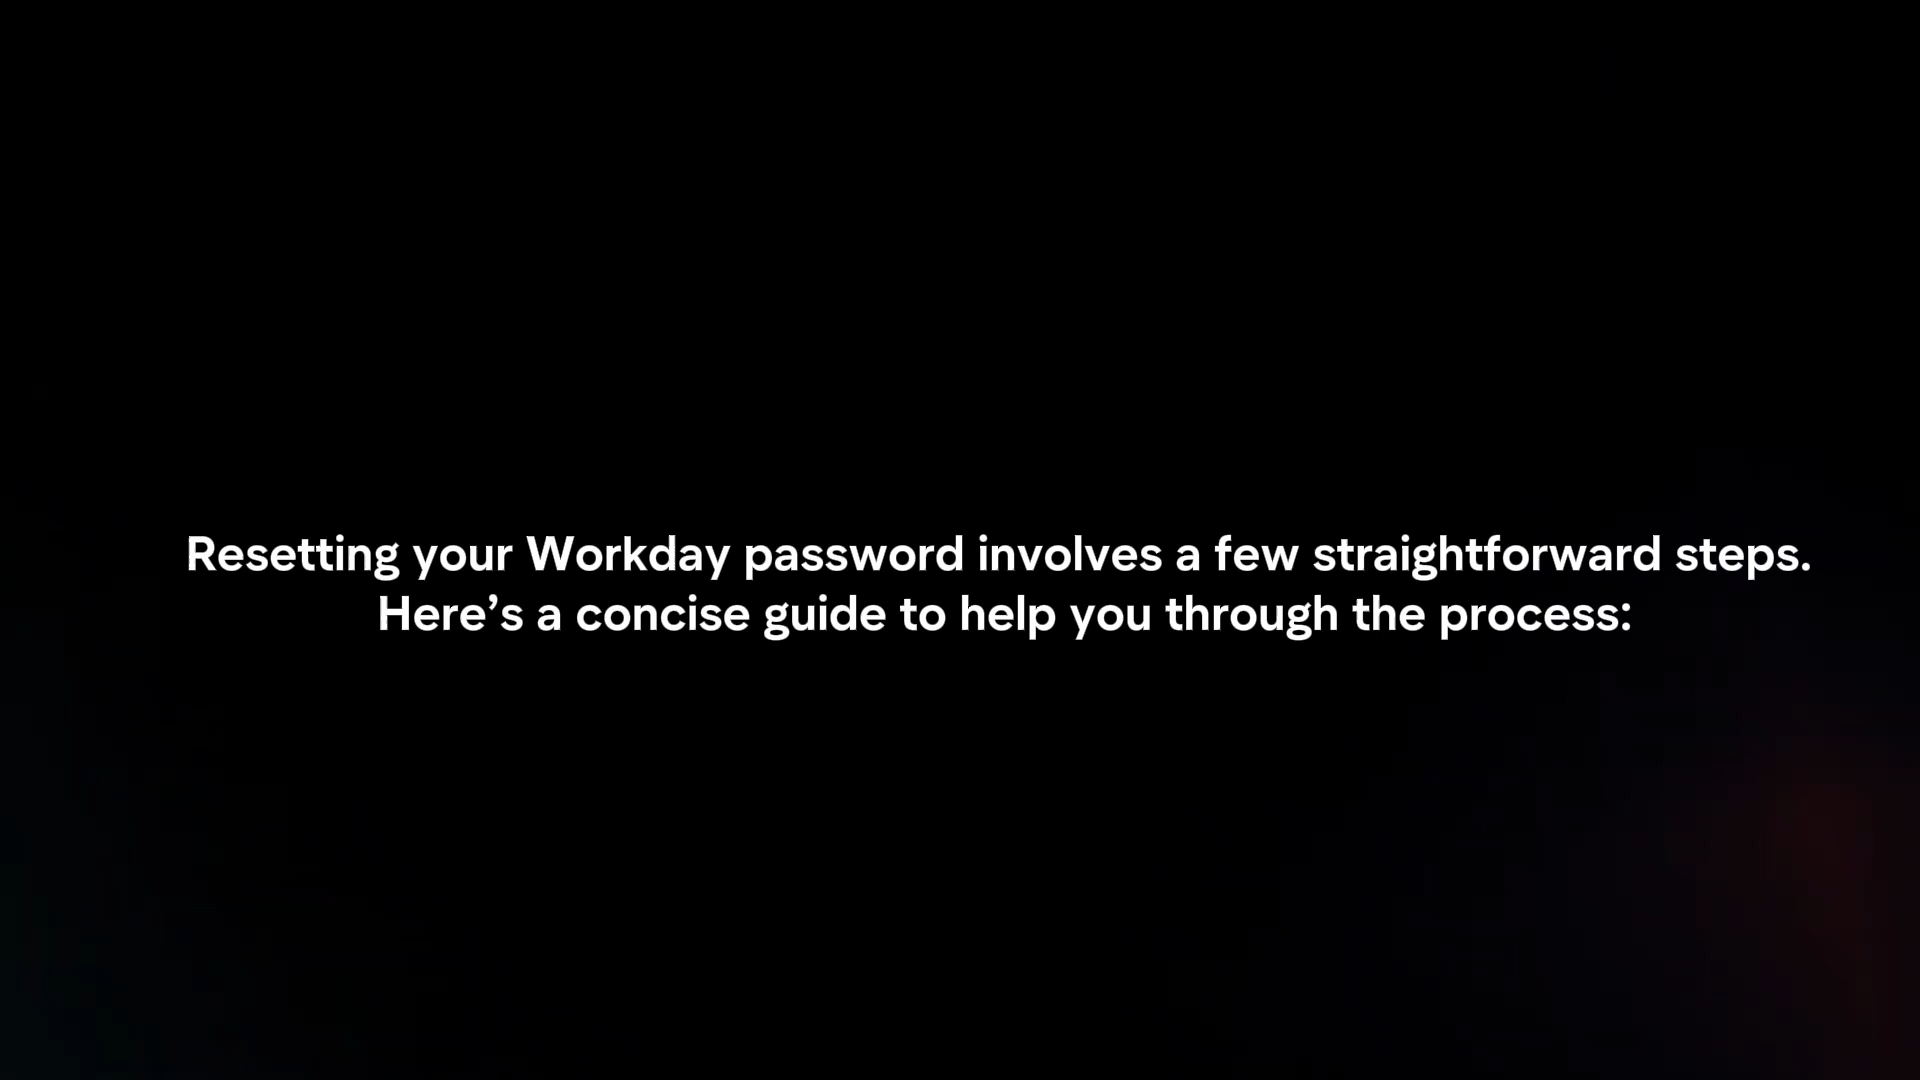 Resetting your Workday password involves a few straightforward steps.
Here’s a concise guide to help you through the process: